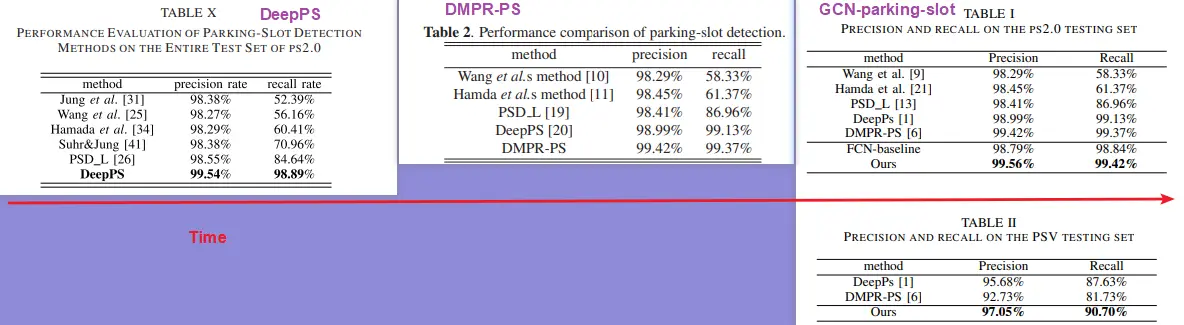 TABLE X DeepPS
PERFORMANCE EVALUATION OF PARKING-SLOT DETECTION
METHODS ON THE ENTIRE TEST SET OF PS2.0
method precision rate recall rate
Jung et al. [31] 98.38% 52.39%
Wang et al. [25] 98.27% 56.16%
Hamada et al. [34] 98.29% 60.41%
Suhr&Jung [41] 98.38% 70.96%
PSD_L [26] 98.55% 84.64%
DeepPS 99.54% 98.89%
DMPR-PS
Table 2. Performance comparison of parking-slot detection.
method precision recall
Wang et al.s method [10] 98.29% 58.33%
Hamda et al.s method [11] 98.45% 61.37%
PSD_L [19] 98.41% 86.96%
DeepPS [20] 98.99% 99.13%
DMPR-PS 99.42% 99.37%
GCN-parking-slot TABLE I
PRECISION AND RECALL ON THE PS2.0 TESTING SET
method Precision Recall
Wang et al. [9] 98.29% 58.33%
Hamda et al. [21] 98.45% 61.37%
PSD_L [13] 98.41% 86.96%
DeepPs [1] 98.99% 99.13%
DMPR-PS [6] 99.42% 99.37%
FCN-baseline 98.79% 98.84%
Ours 99.56% 99.42%
Time
TABLE II
PRECISION AND RECALL ON THE PSV TESTING SET
method Precision Recall
DeepPs [1] 95.68% 87.63%
DMPR-PS [6] 92.73% 81.73%
Ours 97.05% 90.70%